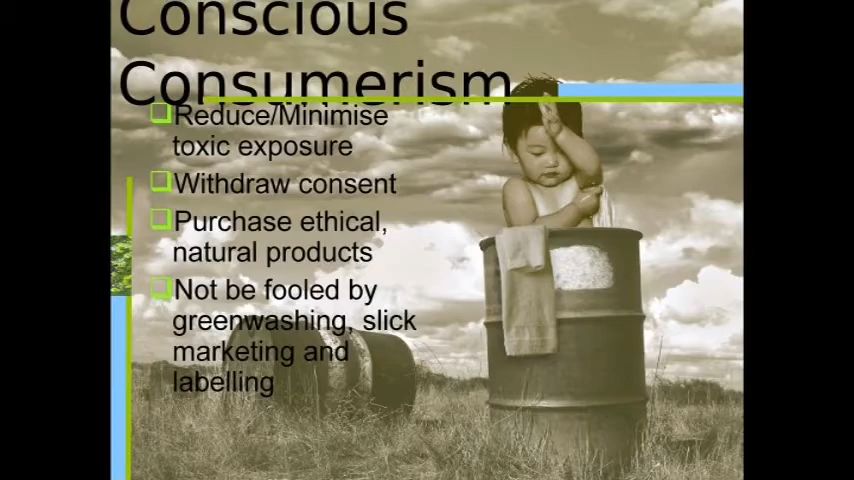 Conscious
Consumerism
Reduce/Minimise
toxic exposure
Withdraw consent
Purchase ethical,
natural products
Not be fooled by
greenwashing, slick
marketing and
labelling